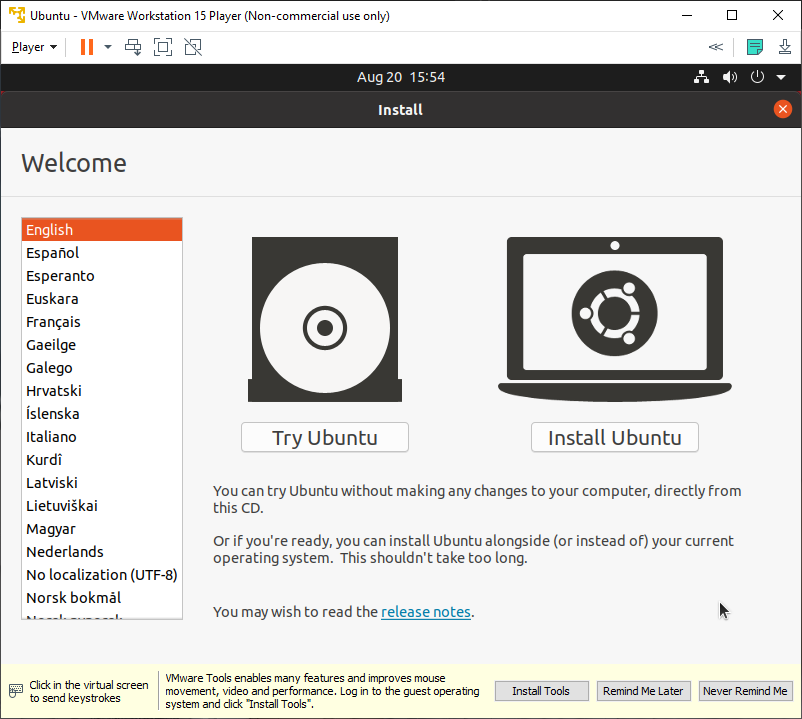 Ubuntu - VMware Workstation 15 Player (Non-commercial use only)
Player
Aug 20 15:54
Install
Welcome
English
Español
Esperanto
Euskara
Français
Gaeilge
Galego
Hrvatski
Íslenska
Italiano
Kurdî
Latviski
Lietuviškai
Magyar
Nederlands
No localization (UTF-8)
Norsk bokmål
Try Ubuntu
Install Ubuntu
You can try Ubuntu without making any changes to your computer, directly from
this CD.
Or if you're ready, you can install Ubuntu alongside (or instead of) your current
operating system. This shouldn't take too long.
You may wish to read the release notes.
Click in the virtual screen
to send keystrokes
VMware Tools enables many features and improves mouse
movement, video and performance. Log in to the guest operating
system and click "Install Tools".
Install Tools
Remind Me Later
Never Remind Me